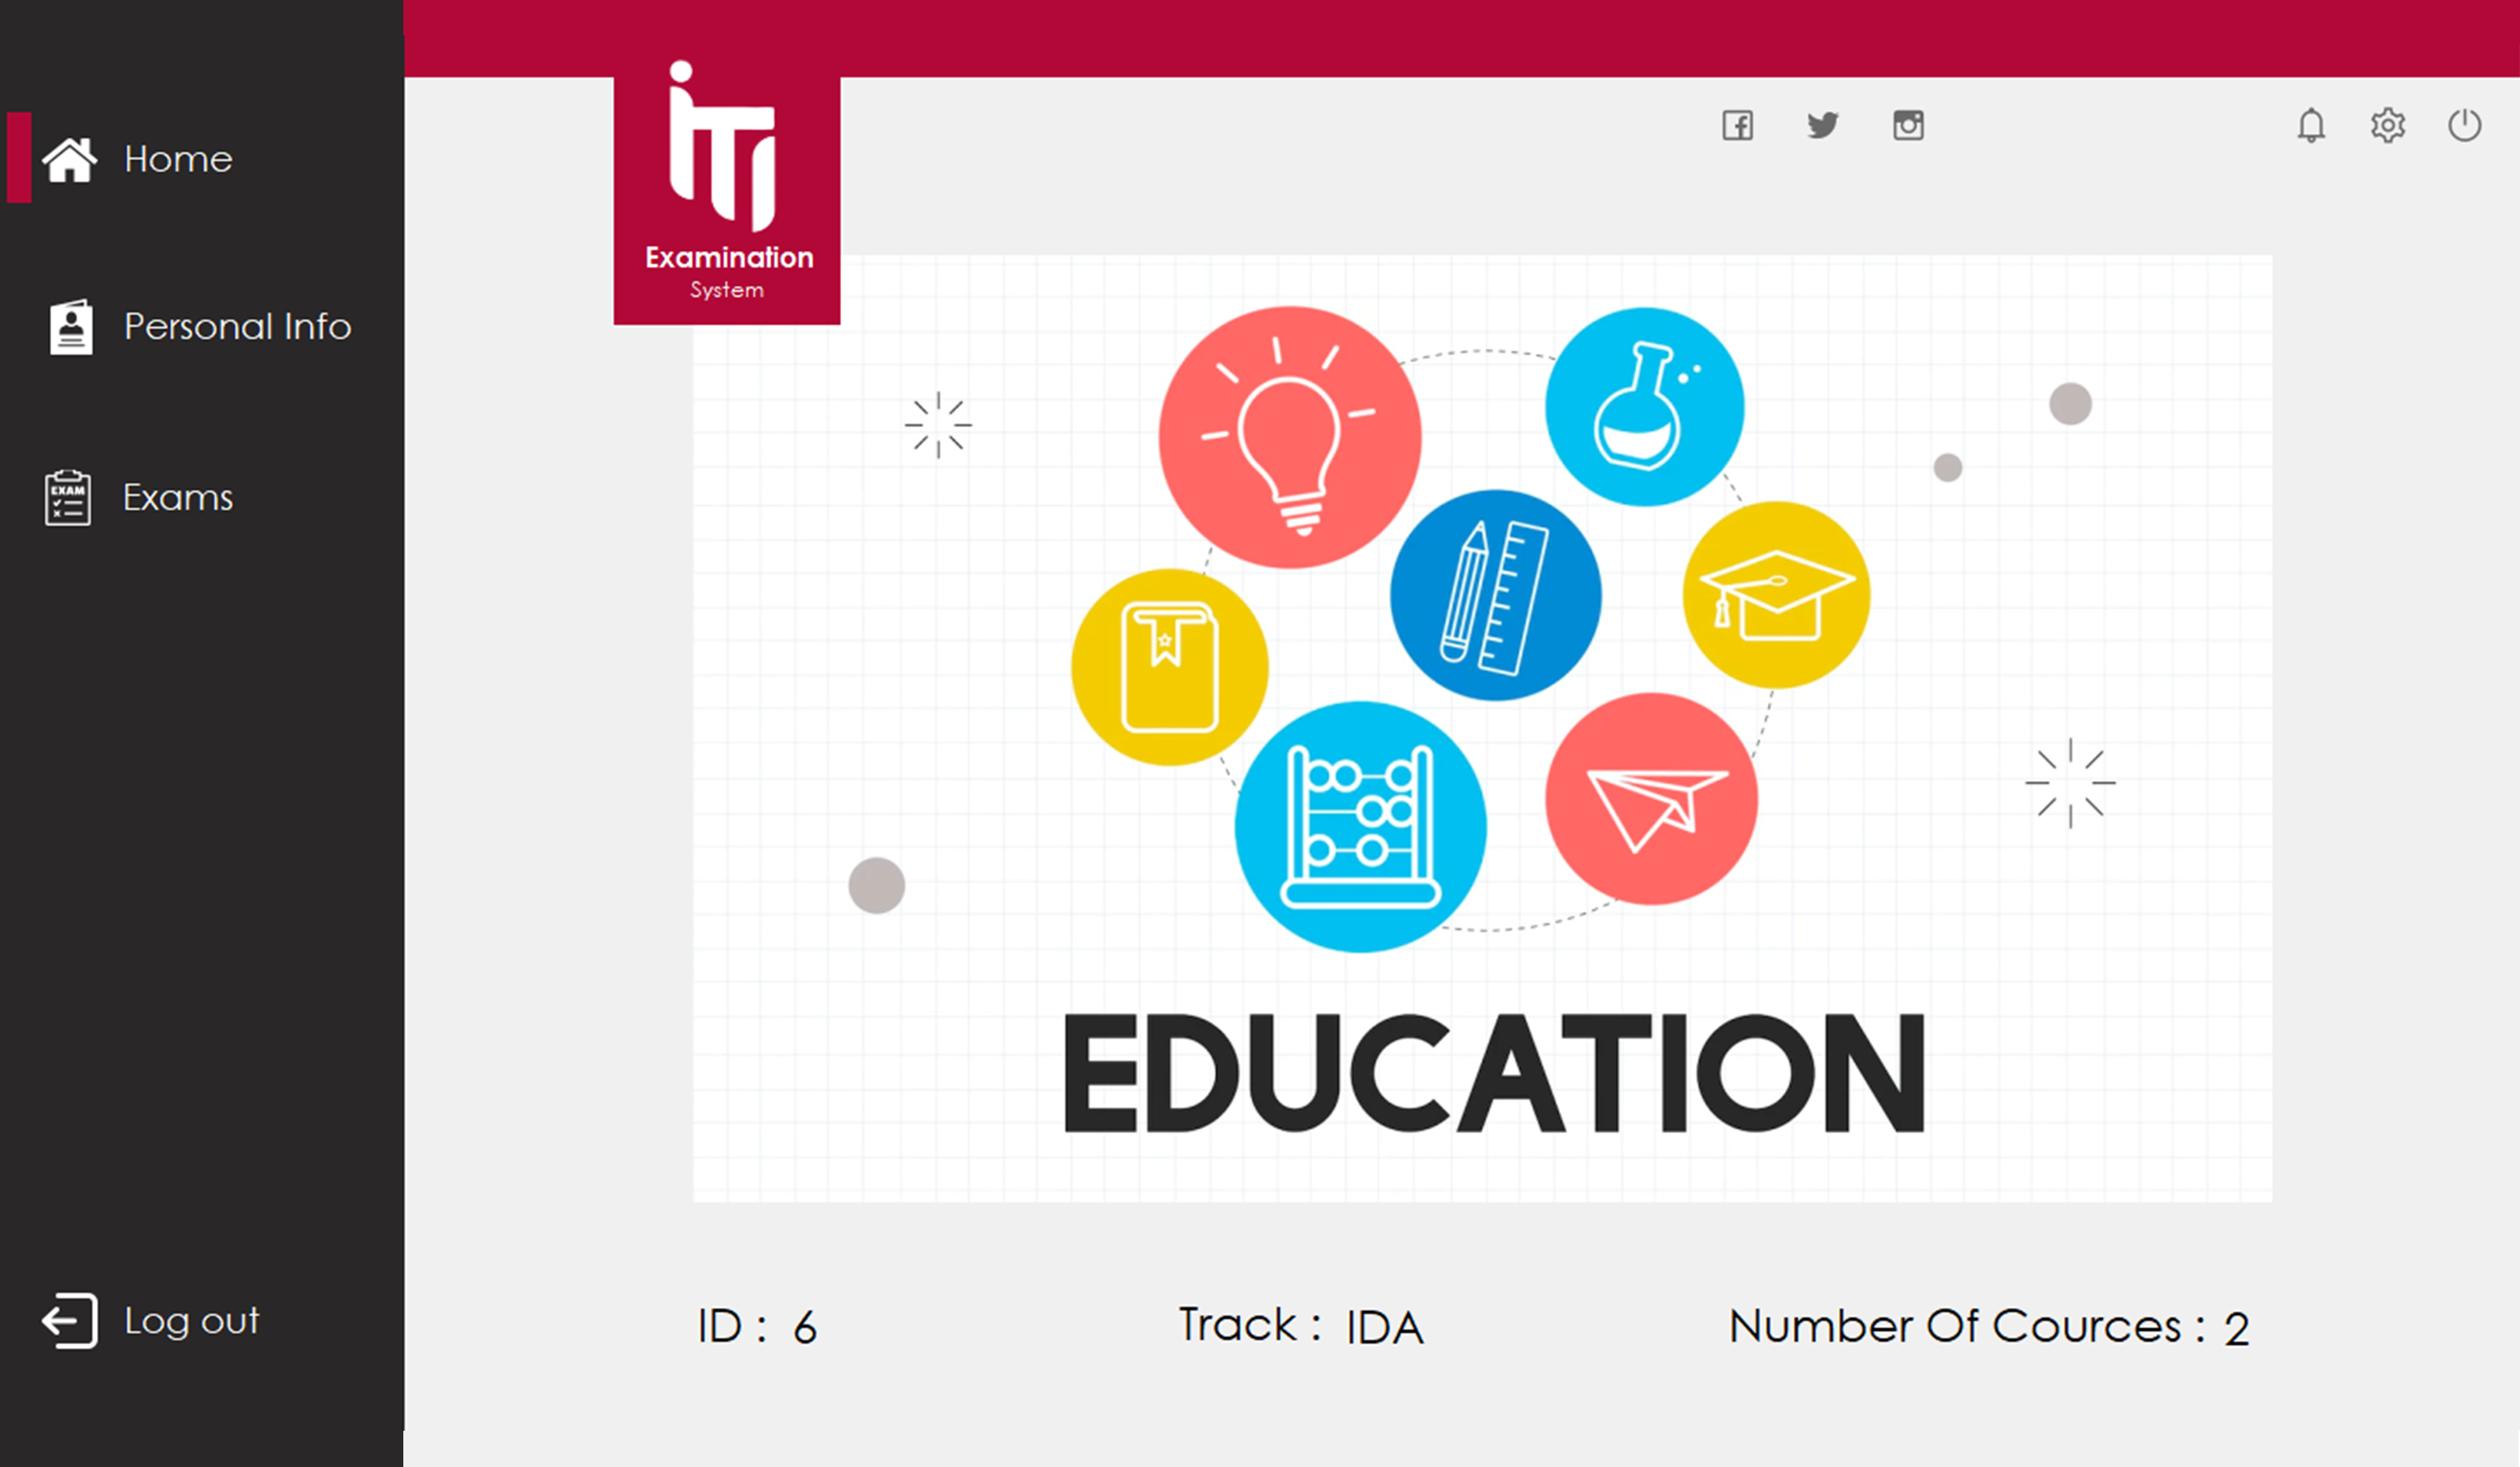 Home
Personal Info
Exams
Log out
iTi
Examination
System
EXAM
EDUCATION
ID : 6
Track : IDA
Number Of Cources : 2